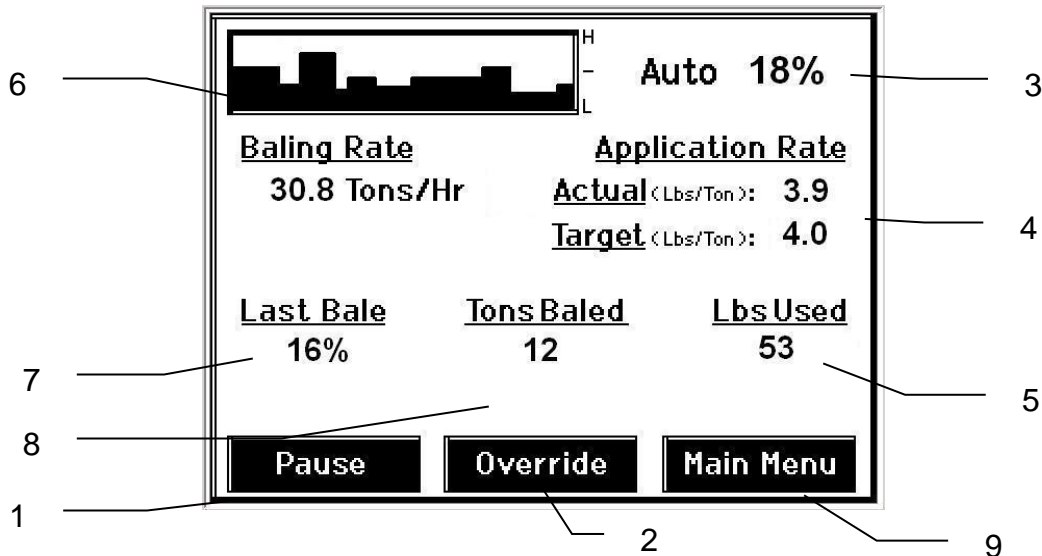 H
–
L
Auto 18%
6
3
Baling Rate
Application Rate
30.8 Tons/Hr
Actual (Lbs/Ton): 3.9
Target (Lbs/Ton): 4.0
4
Last Bale
Tons Baled
Lbs Used
16%
12
53
7
5
8
Pause
Override
Main Menu
1
2
9